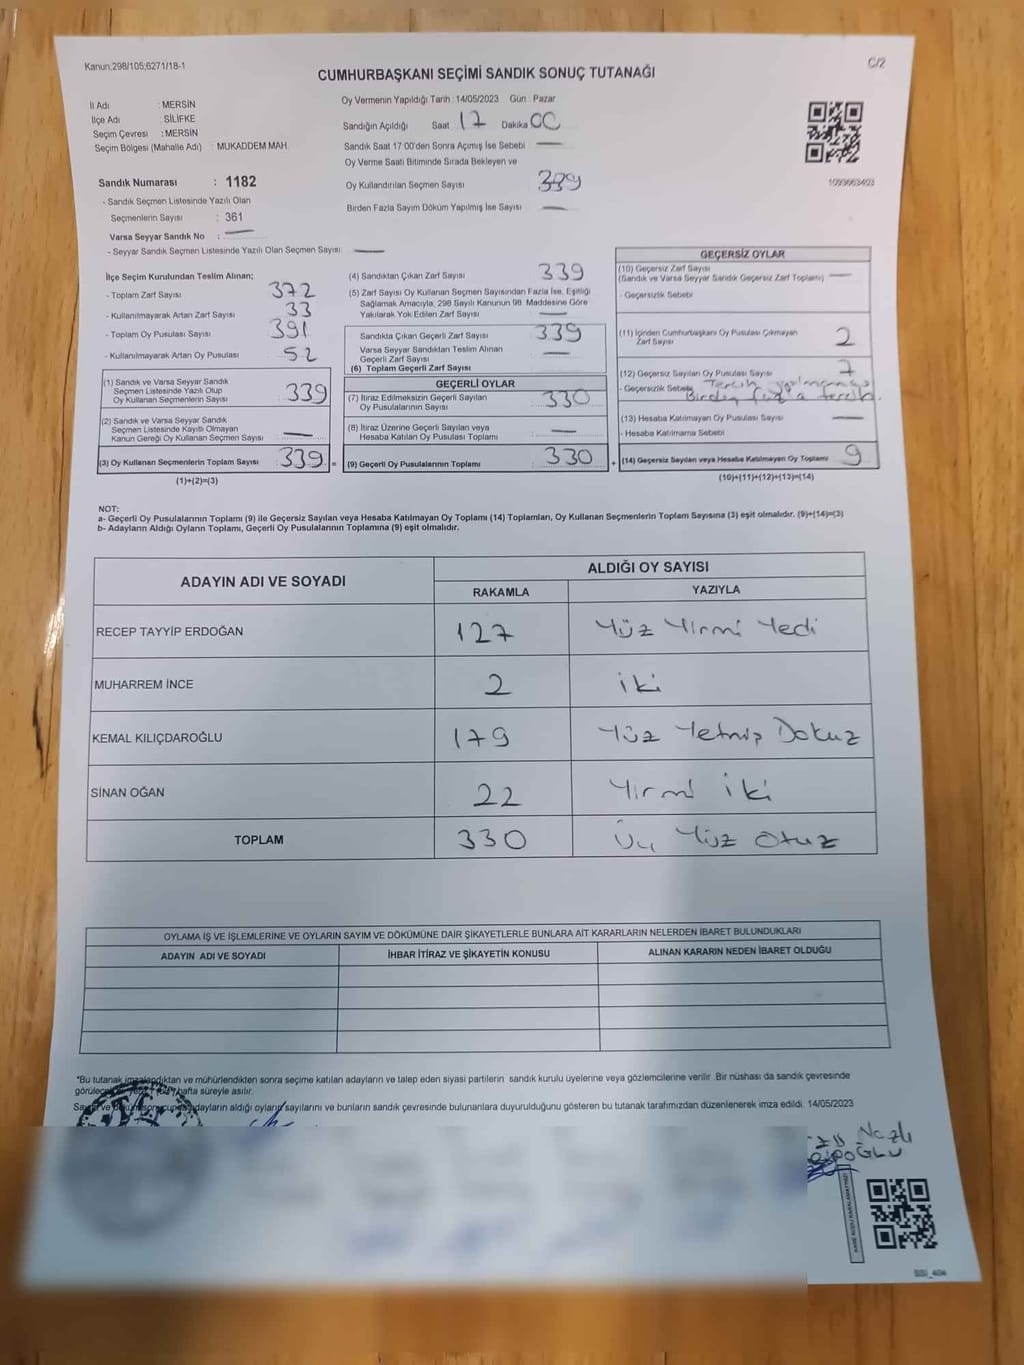 Kanun;298/105;6271/18-1
C/2
CUMHURBAŞKANI SEÇİMİ SANDIK SONUÇ TUTANAĞI
İl Adı : MERSİN
İlçe Adı : SİLİFKE
Seçim Çevresi : MERSİN
Seçim Bölgesi (Mahalle Adı) : MUKADDEM MAH.
Oy Vermenin Yapıldığı Tarih : 14/05/2023 Gün : Pazar
Sandığın Açıldığı Saat 17 Dakika 00
Sandık Saat 17:00'den Sonra Açılmış İse Sebebi —
Oy Verme Saati Bitiminde Sırada Bekleyen ve
Oy Kullandırılan Seçmen Sayısı 339
Birden Fazla Sayım Döküm Yapılmış İse Sayısı —
1093663403
Sandık Numarası : 1182
- Sandık Seçmen Listesinde Yazılı Olan
Seçmenlerin Sayısı : 361
Varsa Seyyar Sandık No : —
- Seyyar Sandık Seçmen Listesinde Yazılı Olan Seçmen Sayısı: —
İlçe Seçim Kurulundan Teslim Alınan;
- Toplam Zarf Sayısı 372
- Kullanılmayarak Artan Zarf Sayısı 33
- Toplam Oy Pusulası Sayısı 391
- Kullanılmayarak Artan Oy Pusulası 52
(1) Sandık ve Varsa Seyyar Sandık
Seçmen Listesinde Yazılı Olup
Oy Kullanan Seçmenlerin Sayısı 339
(2) Sandık ve Varsa Seyyar Sandık
Seçmen Listesinde Kayıtlı Olmayan
Kanun Gereği Oy Kullanan Seçmen Sayısı —
(3) Oy Kullanan Seçmenlerin Toplam Sayısı 339 =
(1)+(2)=(3)
(4) Sandıktan Çıkan Zarf Sayısı 339
(5) Zarf Sayısı Oy Kullanan Seçmen Sayısından Fazla İse, Eşitliği
Sağlamak Amacıyla, 298 Sayılı Kanunun 98. Maddesine Göre
Yakılarak Yok Edilen Zarf Sayısı —
Sandıkta Çıkan Geçerli Zarf Sayısı 339
Varsa Seyyar Sandıktan Teslim Alınan
Geçerli Zarf Sayısı —
(6) Toplam Geçerli Zarf Sayısı
GEÇERLİ OYLAR
(7) İtiraz Edilmeksizin Geçerli Sayılan
Oy Pusulalarının Sayısı 330
(8) İtiraz Üzerine Geçerli Sayılan veya
Hesaba Katılan Oy Pusulası Toplamı —
(9) Geçerli Oy Pusulalarının Toplamı 330 +
GEÇERSİZ OYLAR
(10) Geçersiz Zarf Sayısı
(Sandık ve Varsa Seyyar Sandık Geçersiz Zarf Toplamı) —
- Geçersizlik Sebebi
(11) İçinden Cumhurbaşkanı Oy Pusulası Çıkmayan
Zarf Sayısı 2
(12) Geçersiz Sayılan Oy Pusulası Sayısı 7
- Geçersizlik Sebebi Tercih
Birden fazla tercih.
(13) Hesaba Katılmayan Oy Pusulası Sayısı —
- Hesaba Katılmama Sebebi
(14) Geçersiz Sayılan veya Hesaba Katılmayan Oy Toplamı 9
(10)+(11)+(12)+(13)=(14)
NOT:
a- Geçerli Oy Pusulalarının Toplamı (9) ile Geçersiz Sayılan veya Hesaba Katılmayan Oy Toplamı (14) Toplamları, Oy Kullanan Seçmenlerin Toplam Sayısına (3) eşit olmalıdır. (9)+(14)=(3)
b- Adayların Aldığı Oyların Toplamı, Geçerli Oy Pusulalarının Toplamına (9) eşit olmalıdır.
ADAYIN ADI VE SOYADI ALDIĞI OY SAYISI
RAKAMLA YAZIYLA
RECEP TAYYİP ERDOĞAN 127 Yüz Yirmi Yedi
MUHARREM İNCE 2 iki
KEMAL KILIÇDAROĞLU 179 Yüz Yetmiş Dokuz
SİNAN OĞAN 22 Yirmi iki
TOPLAM 330 Üç Yüz Otuz
OYLAMA İŞ VE İŞLEMLERİNE VE OYLARIN SAYIM VE DÖKÜMÜNE DAİR ŞİKAYETLERLE BUNLARA AİT KARARLARIN NELERDEN İBARET BULUNDUKLARI
ADAYIN ADI VE SOYADI İHBAR İTİRAZ VE ŞİKAYETİN KONUSU ALINAN KARARIN NEDEN İBARET OLDUĞU
*Bu tutanak imzalandıktan ve mühürlendikten sonra seçime katılan adayların ve talep eden siyasi partilerin sandık kurulu üyelerine veya gözlemcilerine verilir. Bir nüshası da sandık çevresinde
hafta süreyle asılır.
adayların aldığı oyların sayılarını ve bunların sandık çevresinde bulunanlara duyurulduğunu gösteren bu tutanak tarafımızdan düzenlenerek imza edildi. 14/05/2023
Nazlı